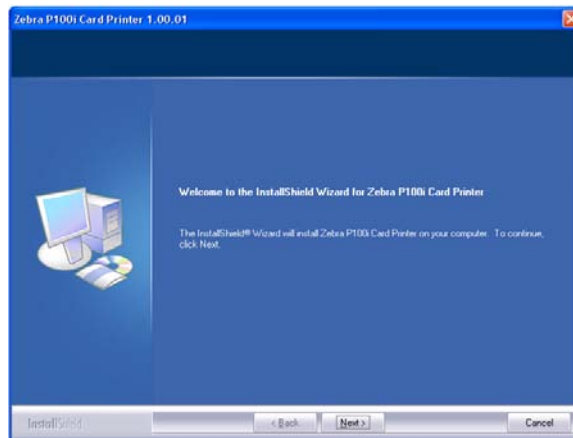 Zebra P100i Card Printer 1.00.01
Welcome to the InstallShield Wizard for Zebra P100i Card Printer
The InstallShield® Wizard will install Zebra P100i Card Printer on your computer. To continue,
click Next.
InstallShield
< Back
Next >
Cancel